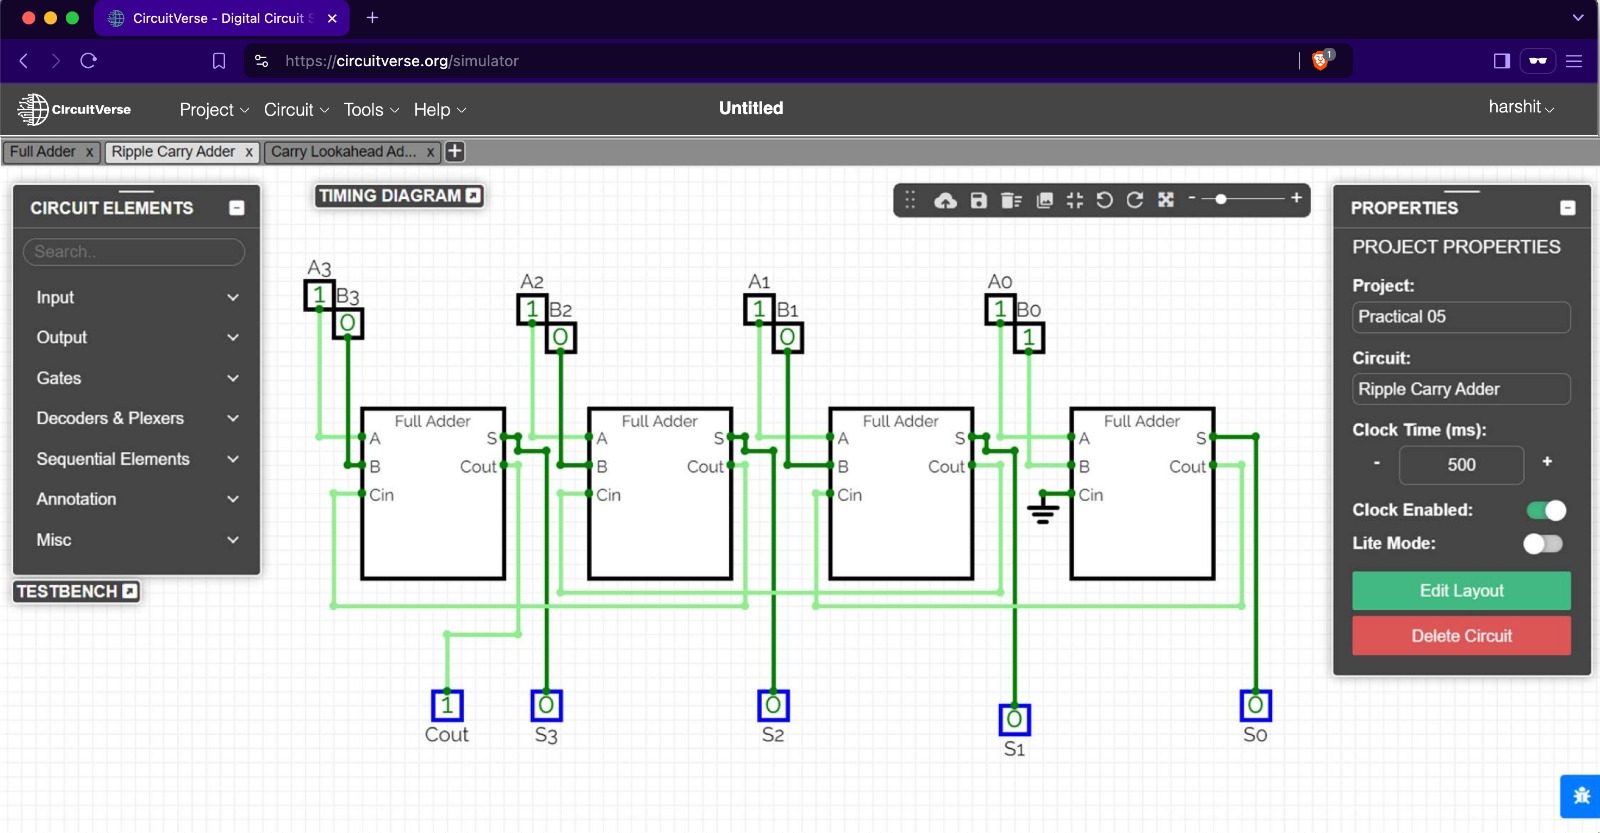 CircuitVerse - Digital Circuit S
https://circuitverse.org/simulator
1
CircuitVerse
Project
Circuit
Tools
Help
Untitled
harshit
Full Adder x
Ripple Carry Adder x
Carry Lookahead Ad... x
TIMING DIAGRAM
CIRCUIT ELEMENTS
Search..
Input
Output
Gates
Decoders & Plexers
Sequential Elements
Annotation
Misc
TESTBENCH
A3
1 B3
0
A2
1 B2
0
A1
1 B1
0
A0
1 B0
1
Full Adder
A S
B Cout
Cin
Full Adder
A S
B Cout
Cin
Full Adder
A S
B Cout
Cin
Full Adder
A S
B Cout
Cin
1
Cout
0
S3
0
S2
0
S1
0
S0
PROPERTIES
PROJECT PROPERTIES
Project:
Practical 05
Circuit:
Ripple Carry Adder
Clock Time (ms):
- 500 +
Clock Enabled:
Lite Mode:
Edit Layout
Delete Circuit